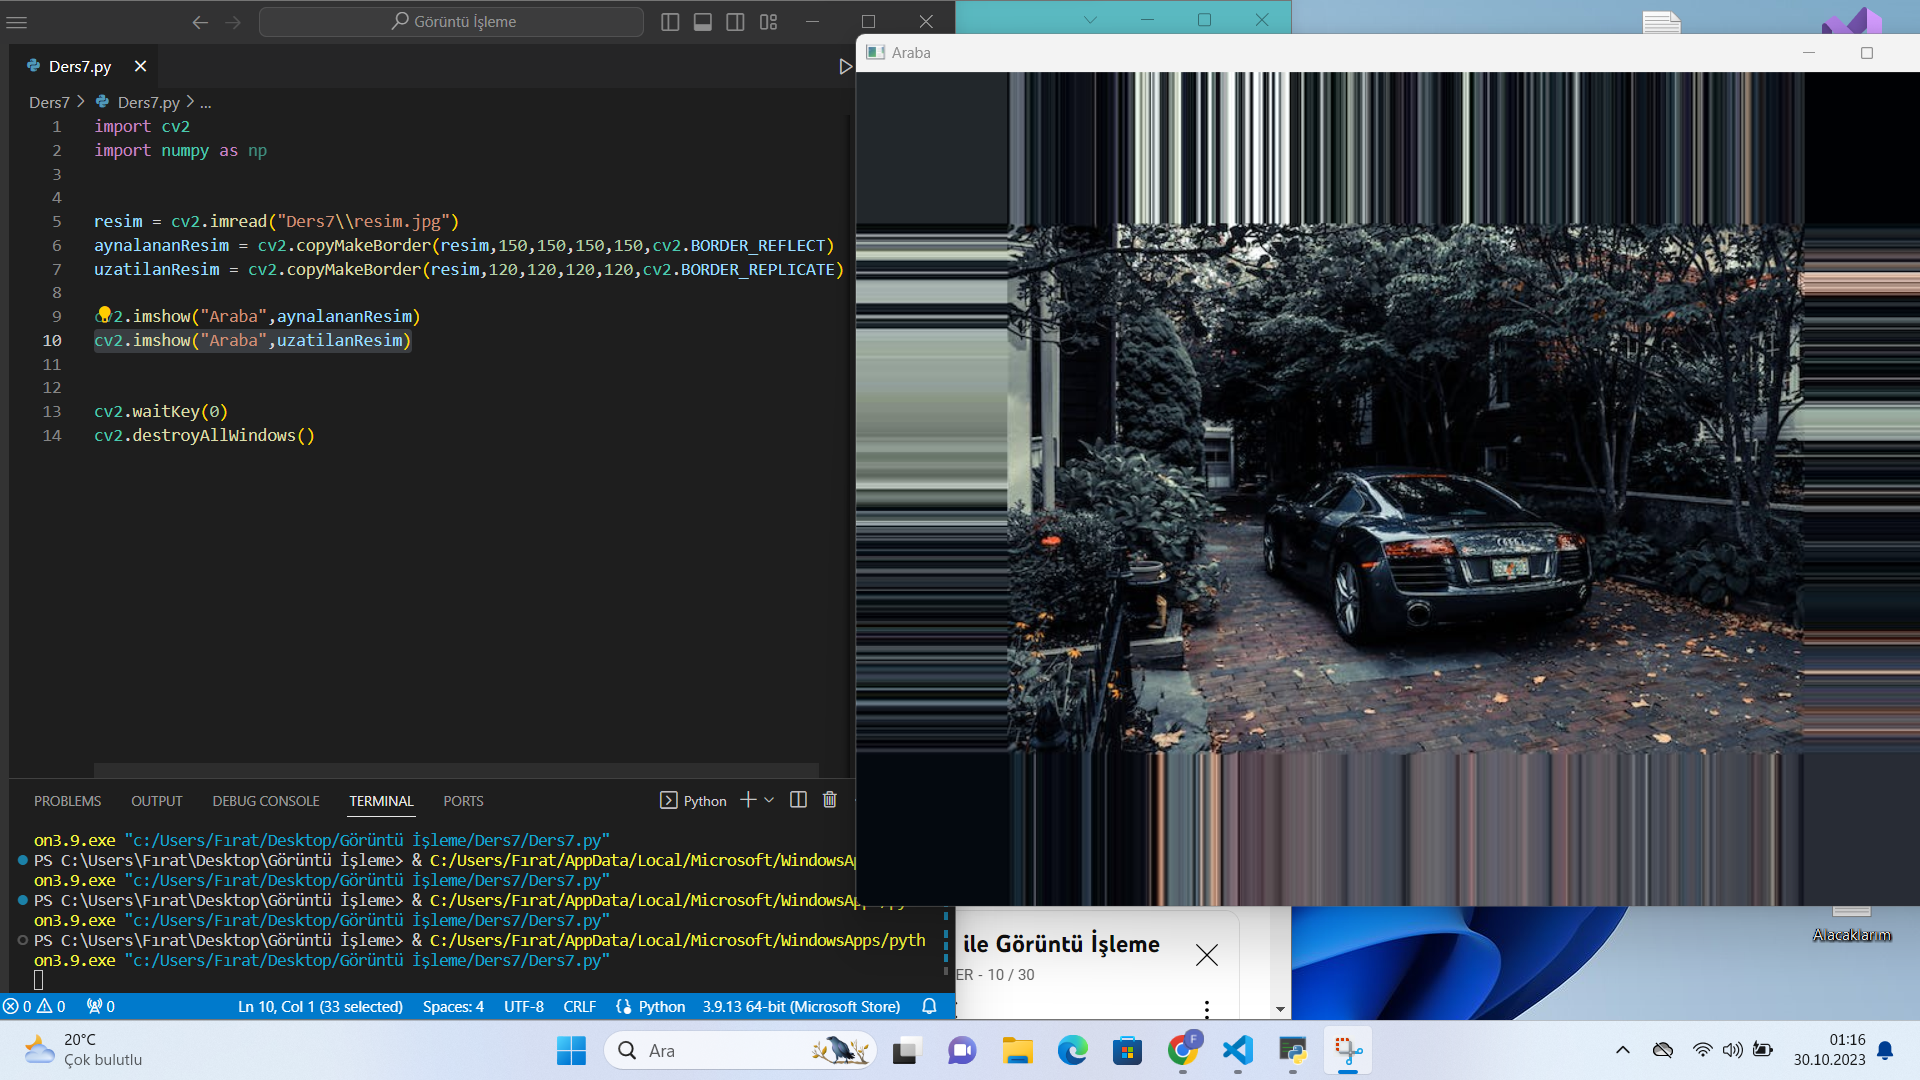 Görüntü İşleme
Ders7.py
Ders7 > Ders7.py > ...
1 import cv2
2 import numpy as np
3
4
5 resim = cv2.imread("Ders7\\resim.jpg")
6 aynalananResim = cv2.copyMakeBorder(resim,150,150,150,150,cv2.BORDER_REFLECT)
7 uzatilanResim = cv2.copyMakeBorder(resim,120,120,120,120,cv2.BORDER_REPLICATE)
8
9 2.imshow("Araba",aynalananResim)
10 cv2.imshow("Araba",uzatilanResim)
11
12
13 cv2.waitKey(0)
14 cv2.destroyAllWindows()
Araba
PROBLEMS OUTPUT DEBUG CONSOLE TERMINAL PORTS
Python
on3.9.exe "c:/Users/Fırat/Desktop/Görüntü İşleme/Ders7/Ders7.py"
PS C:\Users\Fırat\Desktop\Görüntü İşleme> & C:/Users/Fırat/AppData/Local/Microsoft/WindowsAp
on3.9.exe "c:/Users/Fırat/Desktop/Görüntü İşleme/Ders7/Ders7.py"
PS C:\Users\Fırat\Desktop\Görüntü İşleme> & C:/Users/Fırat/AppData/Local/Microsoft/WindowsAp
on3.9.exe "c:/Users/Fırat/Desktop/Görüntü İşleme/Ders7/Ders7.py"
PS C:\Users\Fırat\Desktop\Görüntü İşleme> & C:/Users/Fırat/AppData/Local/Microsoft/WindowsApps/pyth
on3.9.exe "c:/Users/Fırat/Desktop/Görüntü İşleme/Ders7/Ders7.py"
ile Görüntü İşleme
ER - 10 / 30
Alacaklarım
0 0 0 Ln 10, Col 1 (33 selected) Spaces: 4 UTF-8 CRLF Python 3.9.13 64-bit (Microsoft Store)
20°C
Çok bulutlu
Ara
F
01:16
30.10.2023